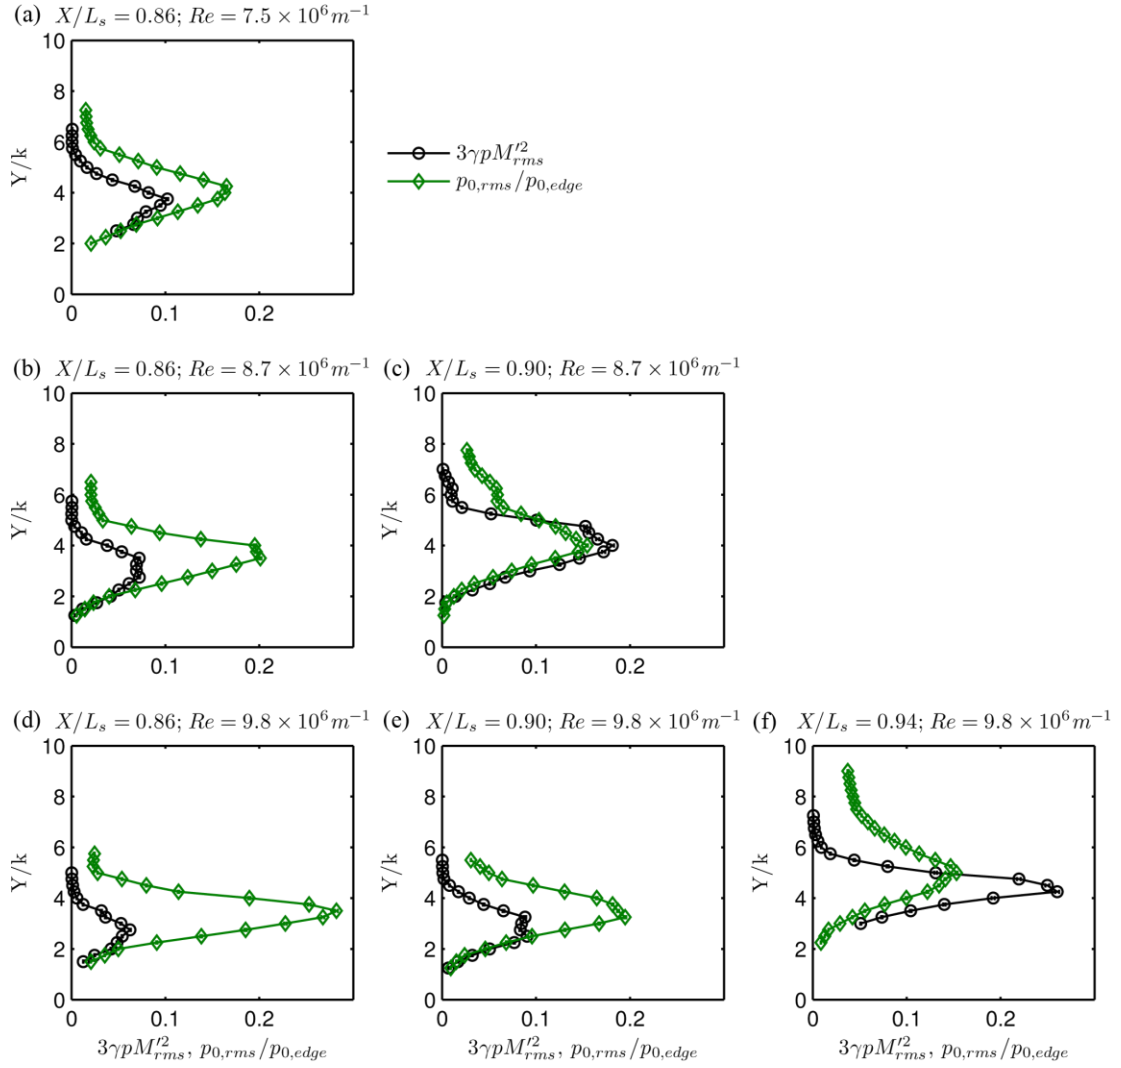 (a) X/L_s = 0.86; Re = 7.5 × 10^6 m^−1
10
8
6
4
2
0
Y/k
0 0.1 0.2
3γpM′^2_rms
p_0,rms/p_0,edge
(b) X/L_s = 0.86; Re = 8.7 × 10^6 m^−1
10
8
6
4
2
0
Y/k
0 0.1 0.2
(c) X/L_s = 0.90; Re = 8.7 × 10^6 m^−1
10
8
6
4
2
0
Y/k
0 0.1 0.2
(d) X/L_s = 0.86; Re = 9.8 × 10^6 m^−1
10
8
6
4
2
0
Y/k
0 0.1 0.2
3γpM′^2_rms, p_0,rms/p_0,edge
(e) X/L_s = 0.90; Re = 9.8 × 10^6 m^−1
10
8
6
4
2
0
Y/k
0 0.1 0.2
3γpM′^2_rms, p_0,rms/p_0,edge
(f) X/L_s = 0.94; Re = 9.8 × 10^6 m^−1
10
8
6
4
2
0
Y/k
0 0.1 0.2
3γpM′^2_rms, p_0,rms/p_0,edge